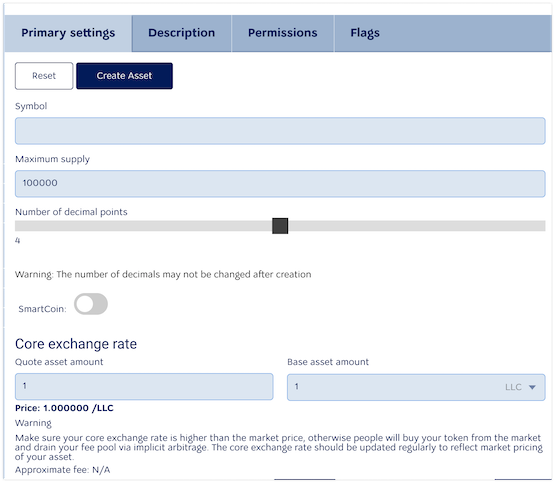 Primary settings
Description
Permissions
Flags
Reset
Create Asset
Symbol
Maximum supply
100000
Number of decimal points
4
Warning: The number of decimals may not be changed after creation
SmartCoin:
Core exchange rate
Quote asset amount
Base asset amount
1
1
LLC
Price: 1.000000 /LLC
Warning
Make sure your core exchange rate is higher than the market price, otherwise people will buy your token from the market
and drain your fee pool via implicit arbitrage. The core exchange rate should be updated regularly to reflect market pricing
of your asset.
Approximate fee: N/A